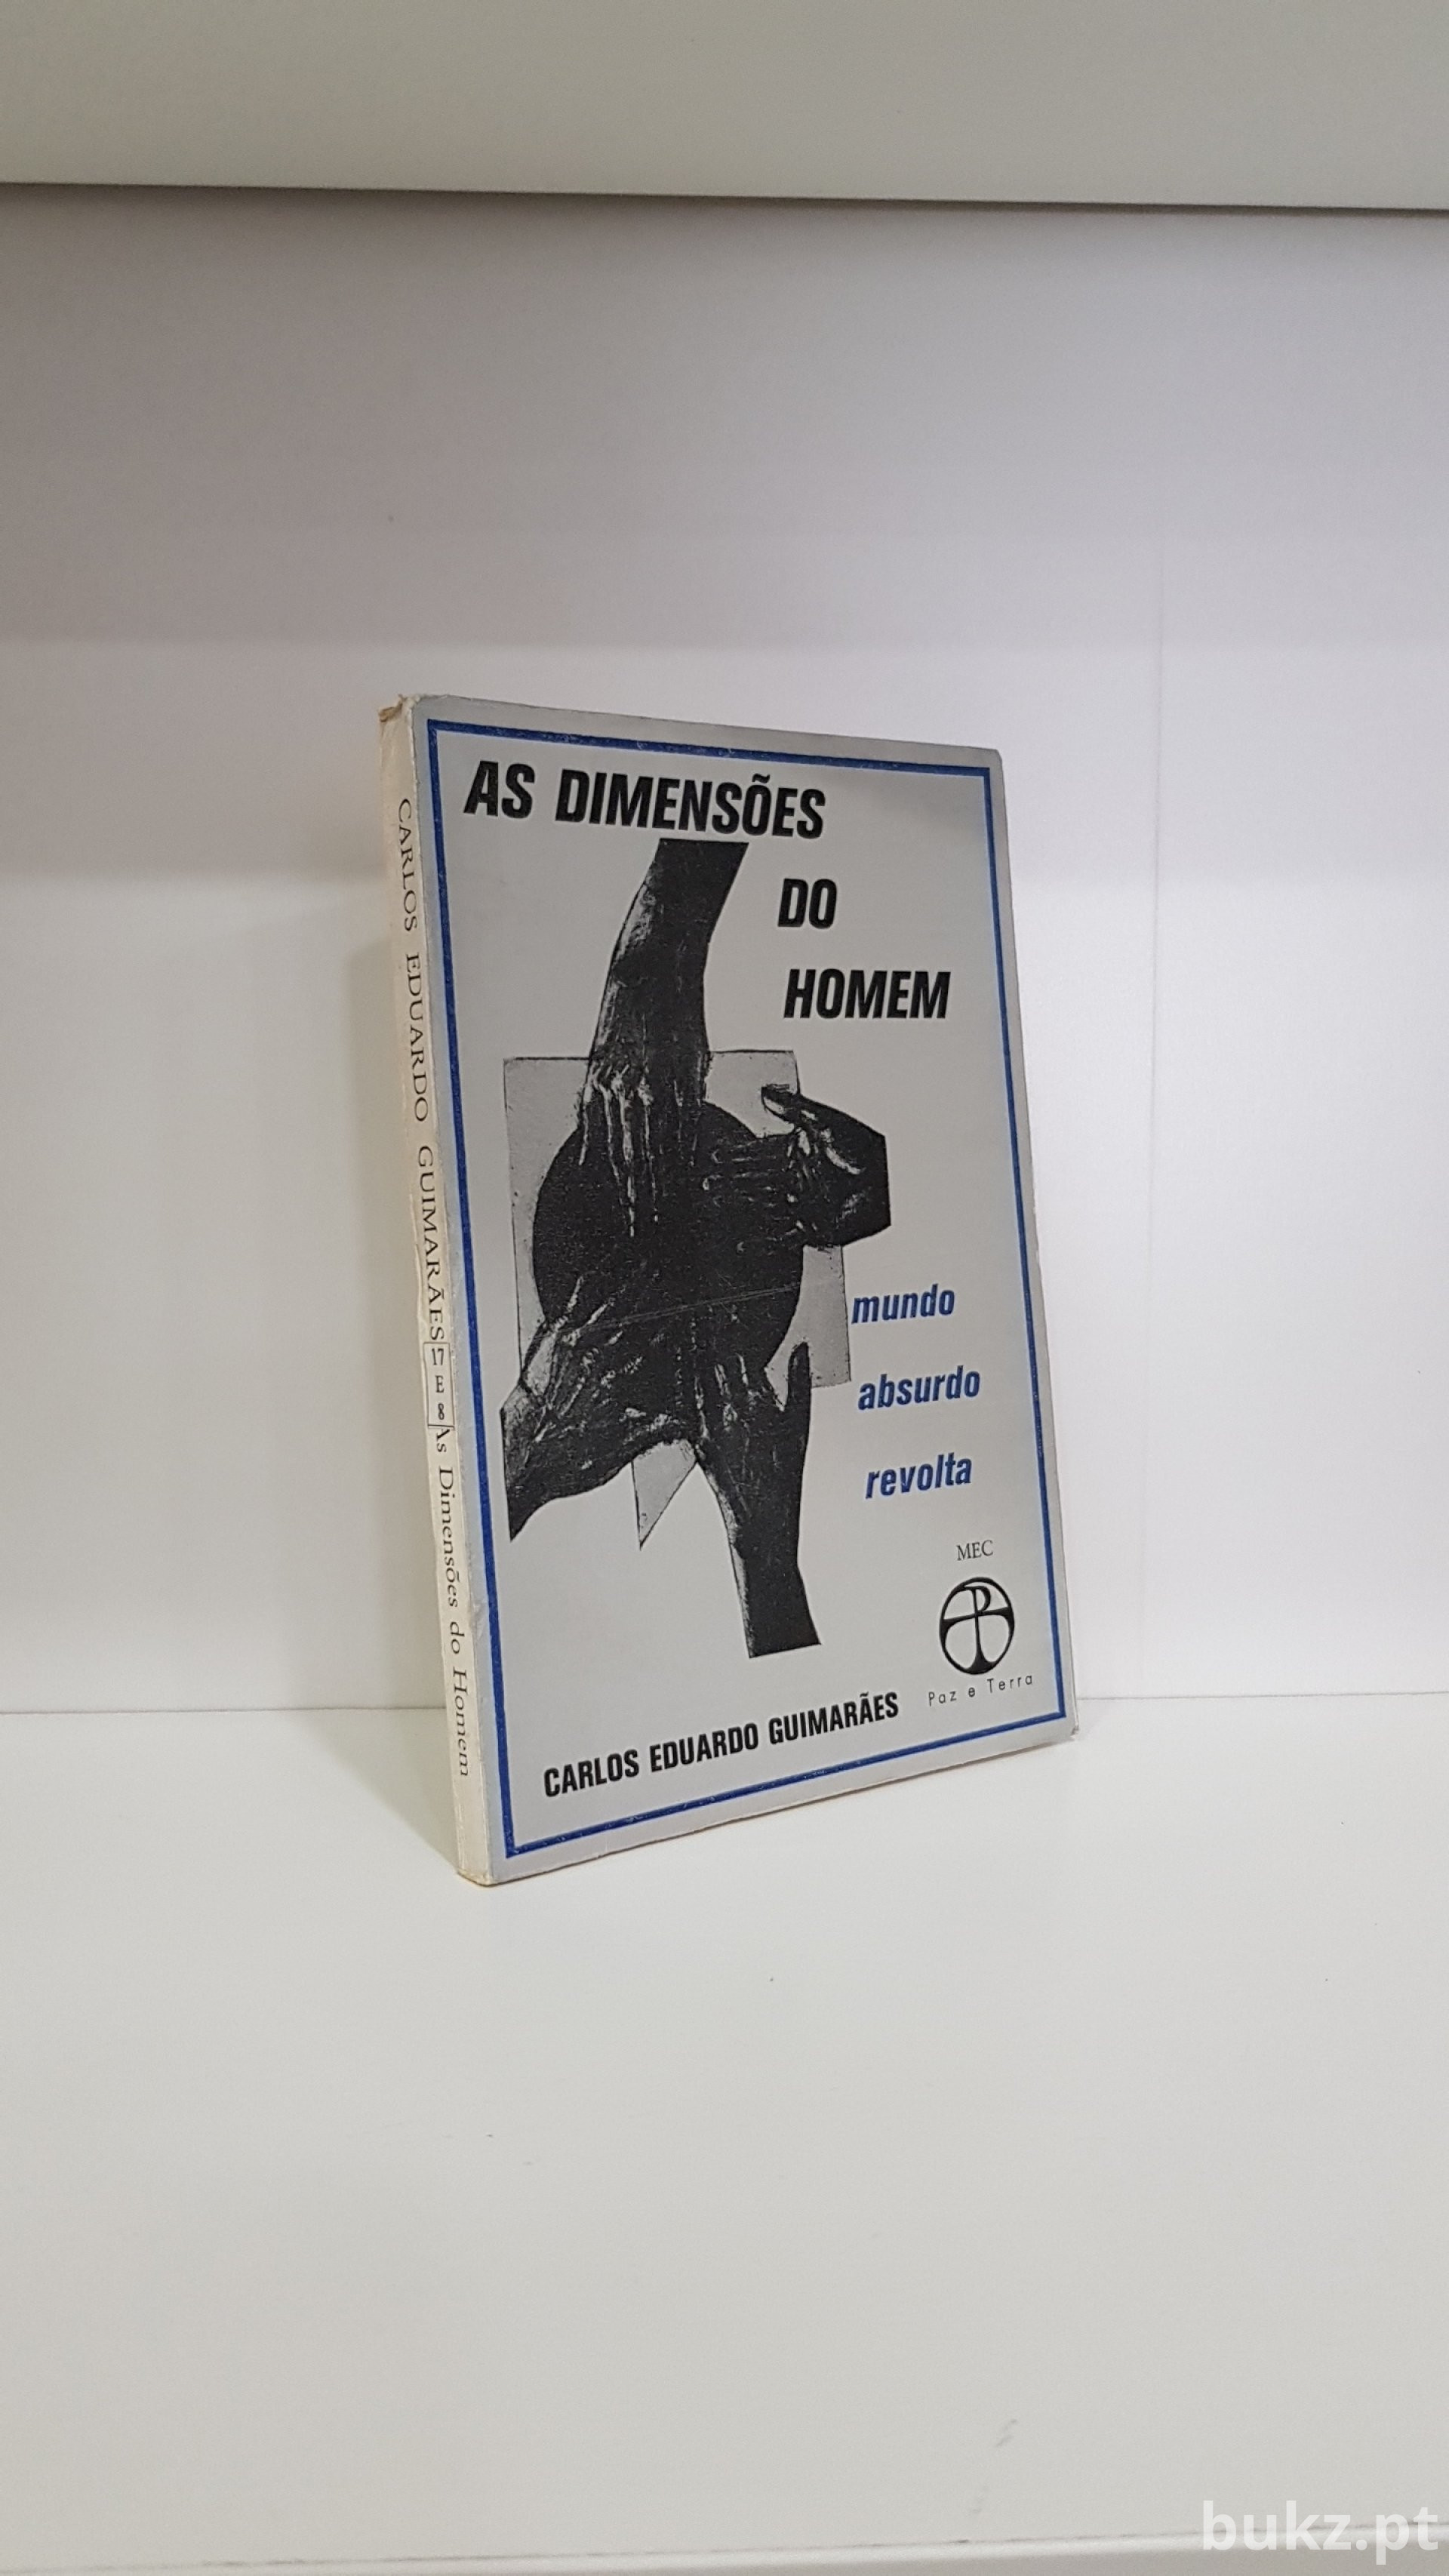 AS DIMENSÕES
DO
HOMEM
mundo
absurdo
revolta
MEC
Paz e Terra
CARLOS EDUARDO GUIMARÃES
CARLOS EDUARDO GUIMARÃES
17
E
8
As Dimensões do Homem
bukz.pt